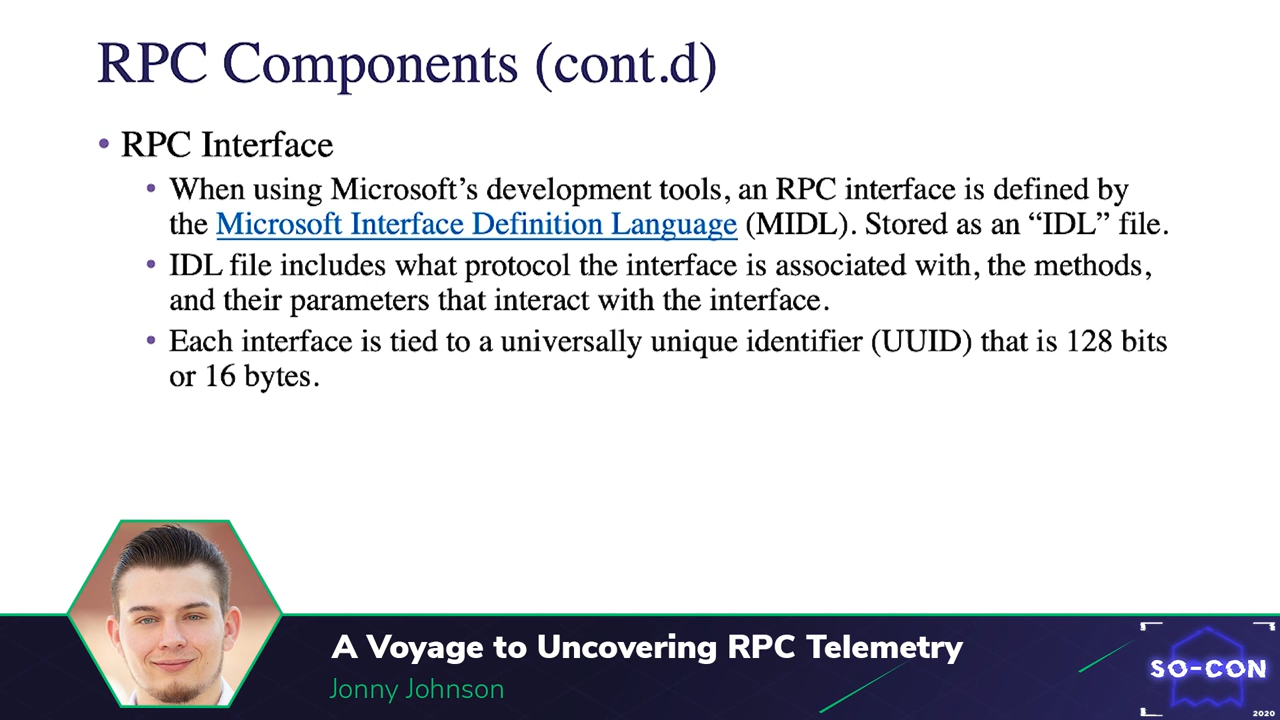 RPC Components (cont.d)
• RPC Interface
• When using Microsoft’s development tools, an RPC interface is defined by
the Microsoft Interface Definition Language (MIDL). Stored as an “IDL” file.
• IDL file includes what protocol the interface is associated with, the methods,
and their parameters that interact with the interface.
• Each interface is tied to a universally unique identifier (UUID) that is 128 bits
or 16 bytes.
A Voyage to Uncovering RPC Telemetry
Jonny Johnson
SO-CON
2020